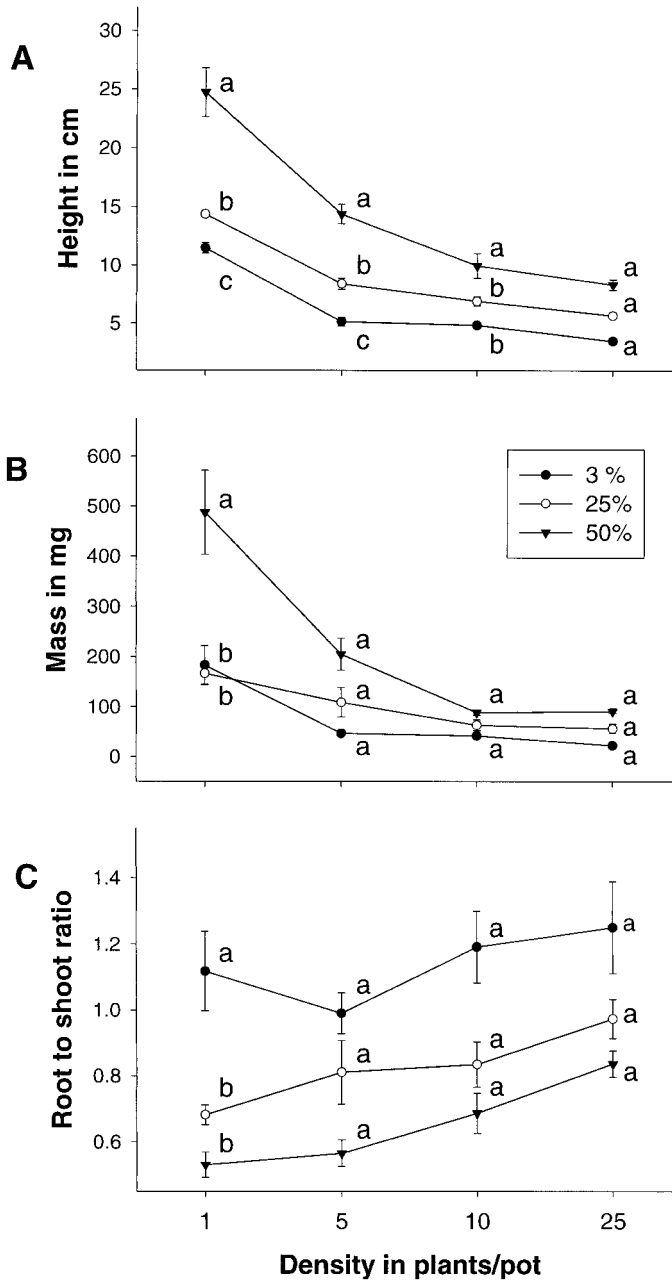 A
Height in cm
30
25
20
15
10
5
a
b
c
a
b
c
a
b
b
a
a
a
B
Mass in mg
600
500
400
300
200
100
0
3 %
25%
50%
a
b
b
a
a
a
a
a
a
a
a
C
Root to shoot ratio
1.4
1.2
1.0
0.8
0.6
a
b
b
a
a
a
a
a
a
a
a
a
1
5
10
25
Density in plants/pot